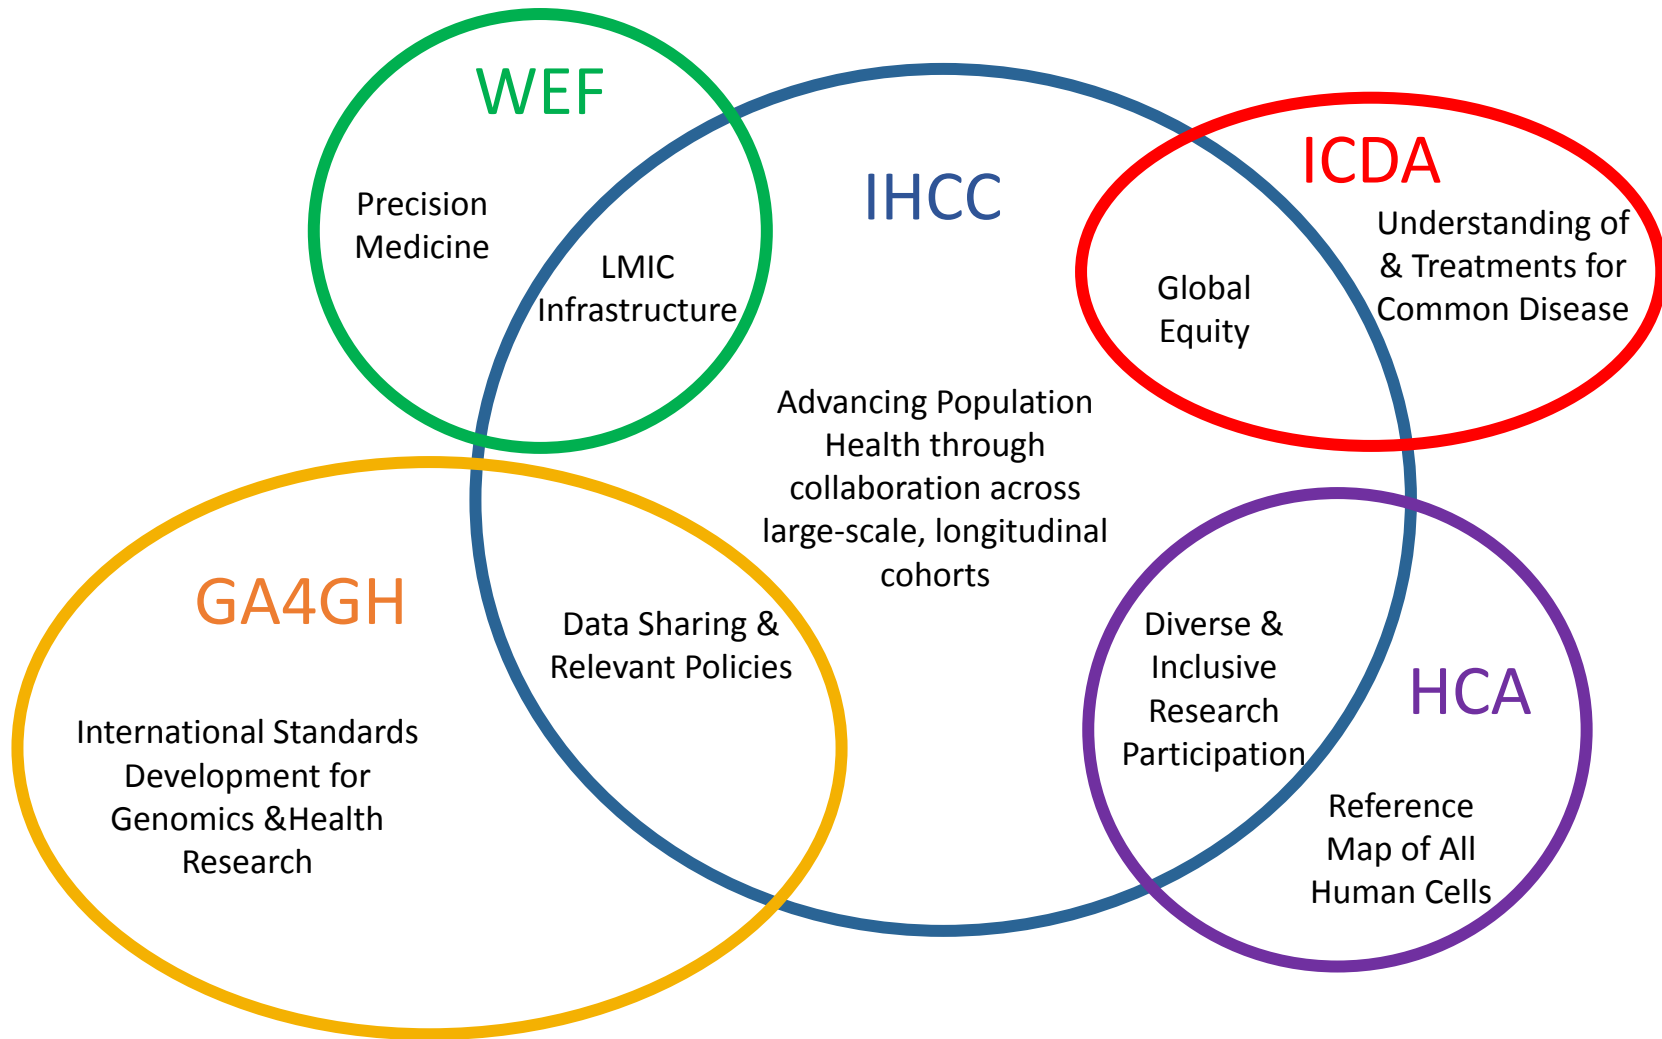 WEF
Precision
Medicine
LMIC
Infrastructure
IHCC
Advancing Population
Health through
collaboration across
large-scale, longitudinal
cohorts
ICDA
Understanding of
& Treatments for
Common Disease
Global
Equity
GA4GH
International Standards
Development for
Genomics &Health
Research
Data Sharing &
Relevant Policies
Diverse &
Inclusive
Research
Participation
HCA
Reference
Map of All
Human Cells